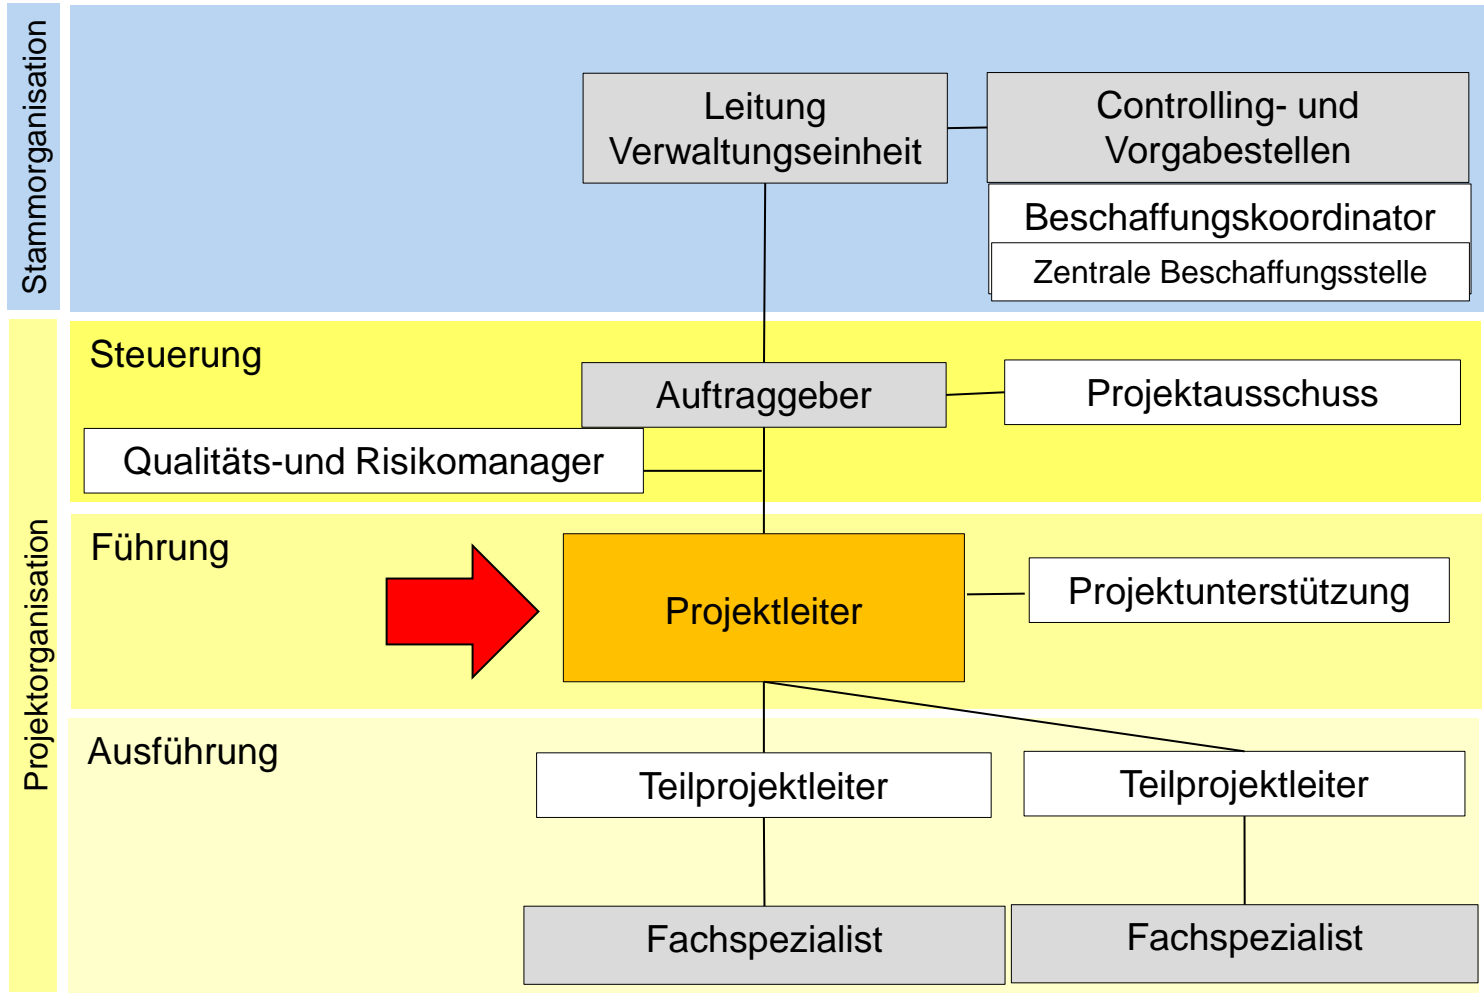 Stammorganisation
Leitung
Verwaltungseinheit
Controlling- und
Vorgabestellen
Beschaffungskoordinator
Zentrale Beschaffungsstelle
Projektorganisation
Steuerung
Auftraggeber
Projektausschuss
Qualitäts-und Risikomanager
Führung
Projektleiter
Projektunterstützung
Ausführung
Teilprojektleiter
Teilprojektleiter
Fachspezialist
Fachspezialist